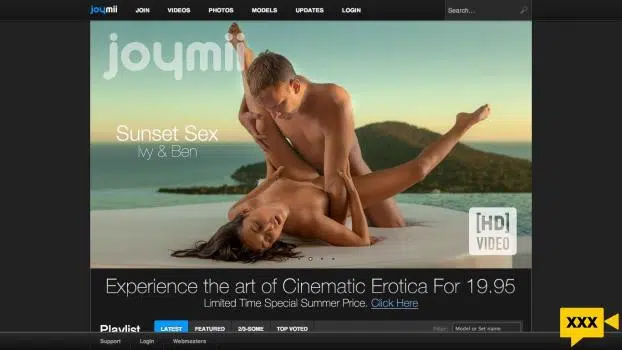 joymii JOIN VIDEOS PHOTOS MODELS UPDATES LOGIN Search...
joymii
Sunset Sex
Ivy & Ben
[HD]
VIDEO
Experience the art of Cinematic Erotica For 19.95
Limited Time Special Summer Price. Click Here
Playlist LATEST FEATURED 2/3-SOME TOP VOTED Filter: Model or Set name
Support Login Webmasters
XXX